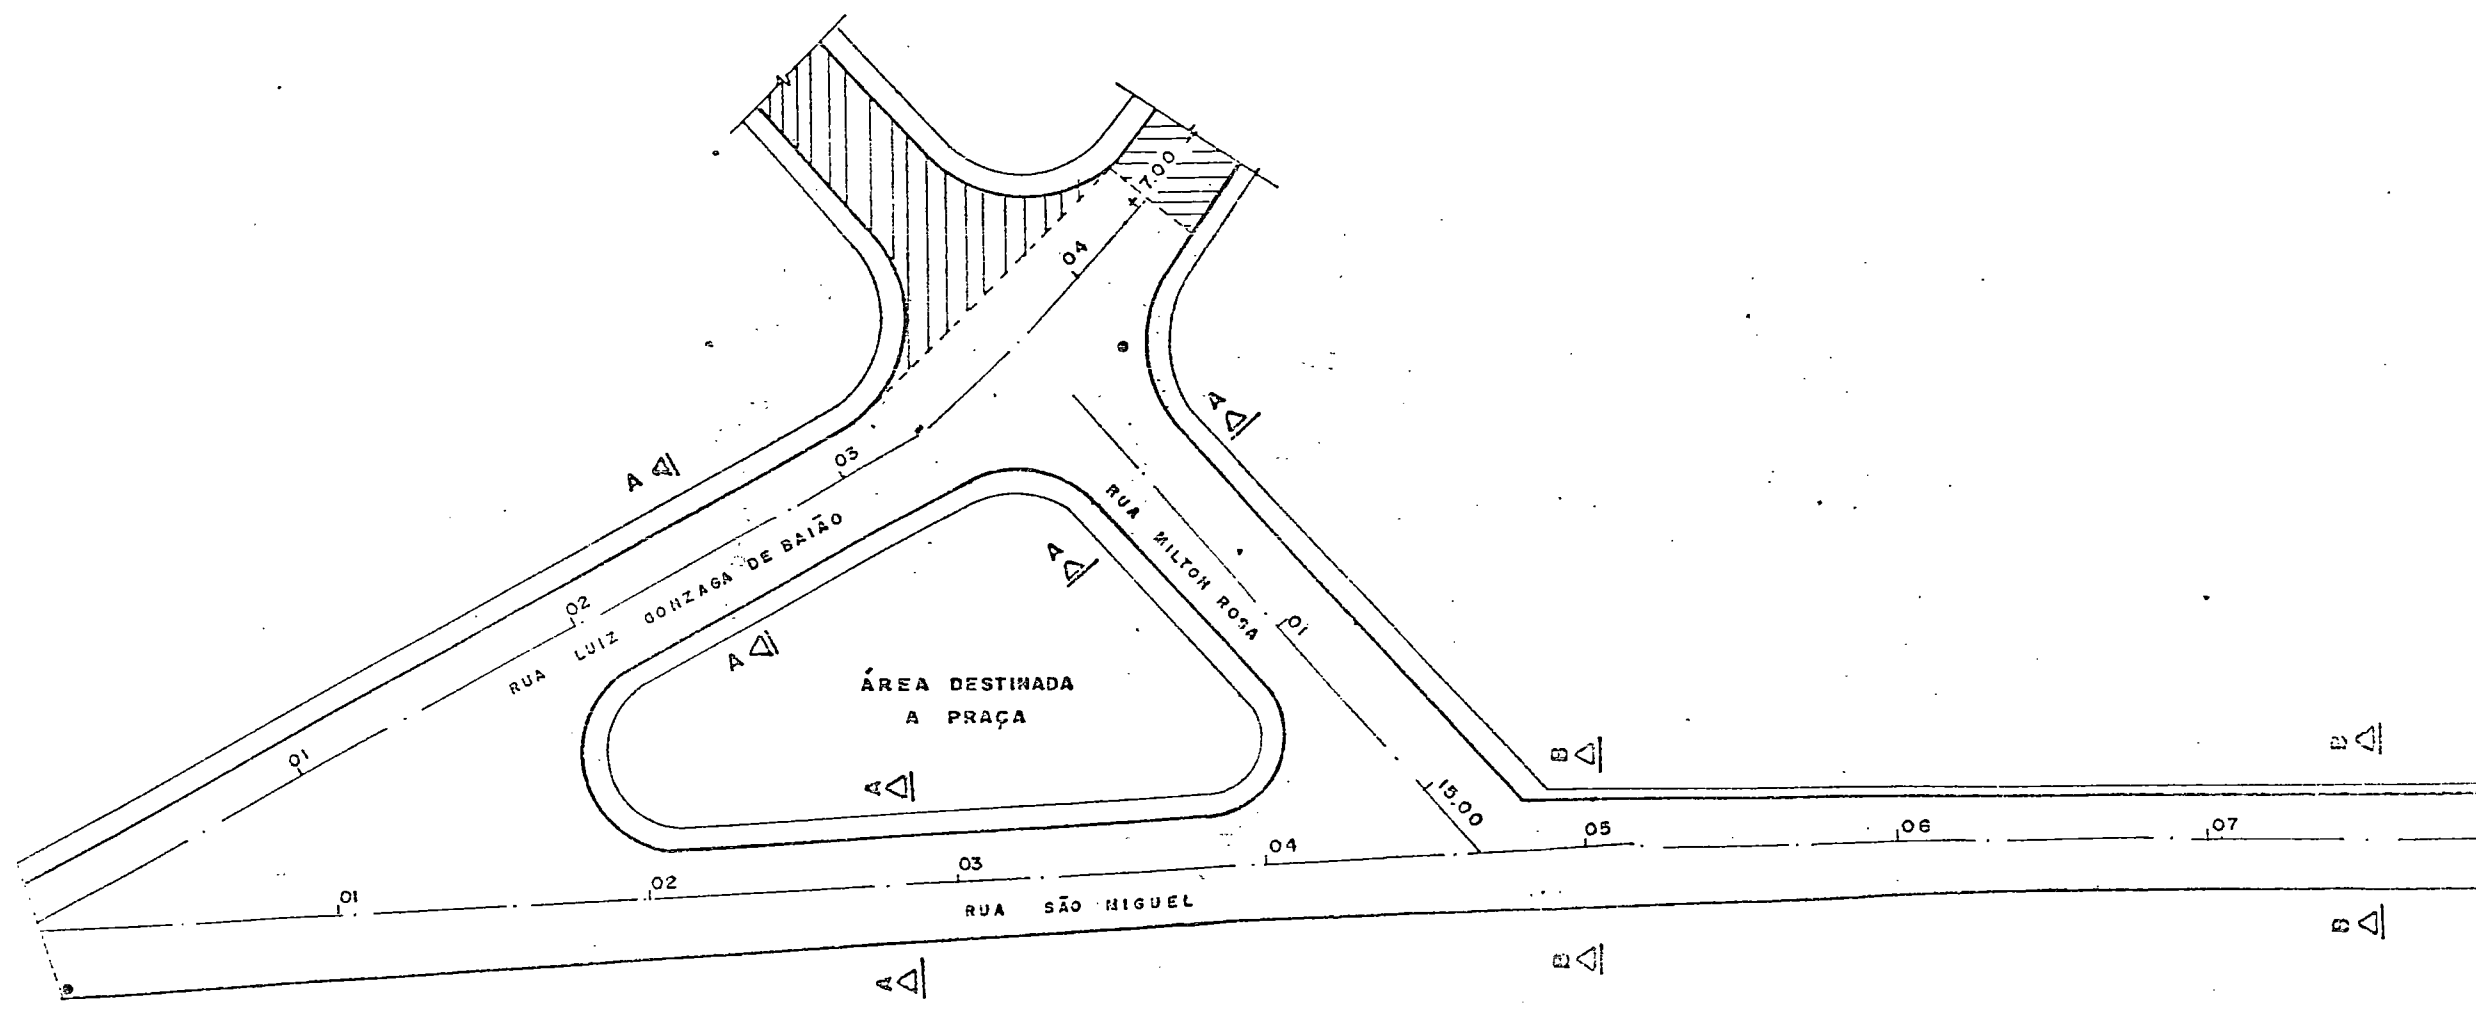 N
7.00
04
A
A
03
RUA MILTON ROSA
RUA LUIZ GONZAGA DE BAIÃO
A
02
01
A
ÁREA DESTINADA
A PRAÇA
01
B
B
A
15.00
01
02
03
04
05
06
07
RUA SÃO MIGUEL
A
B
B